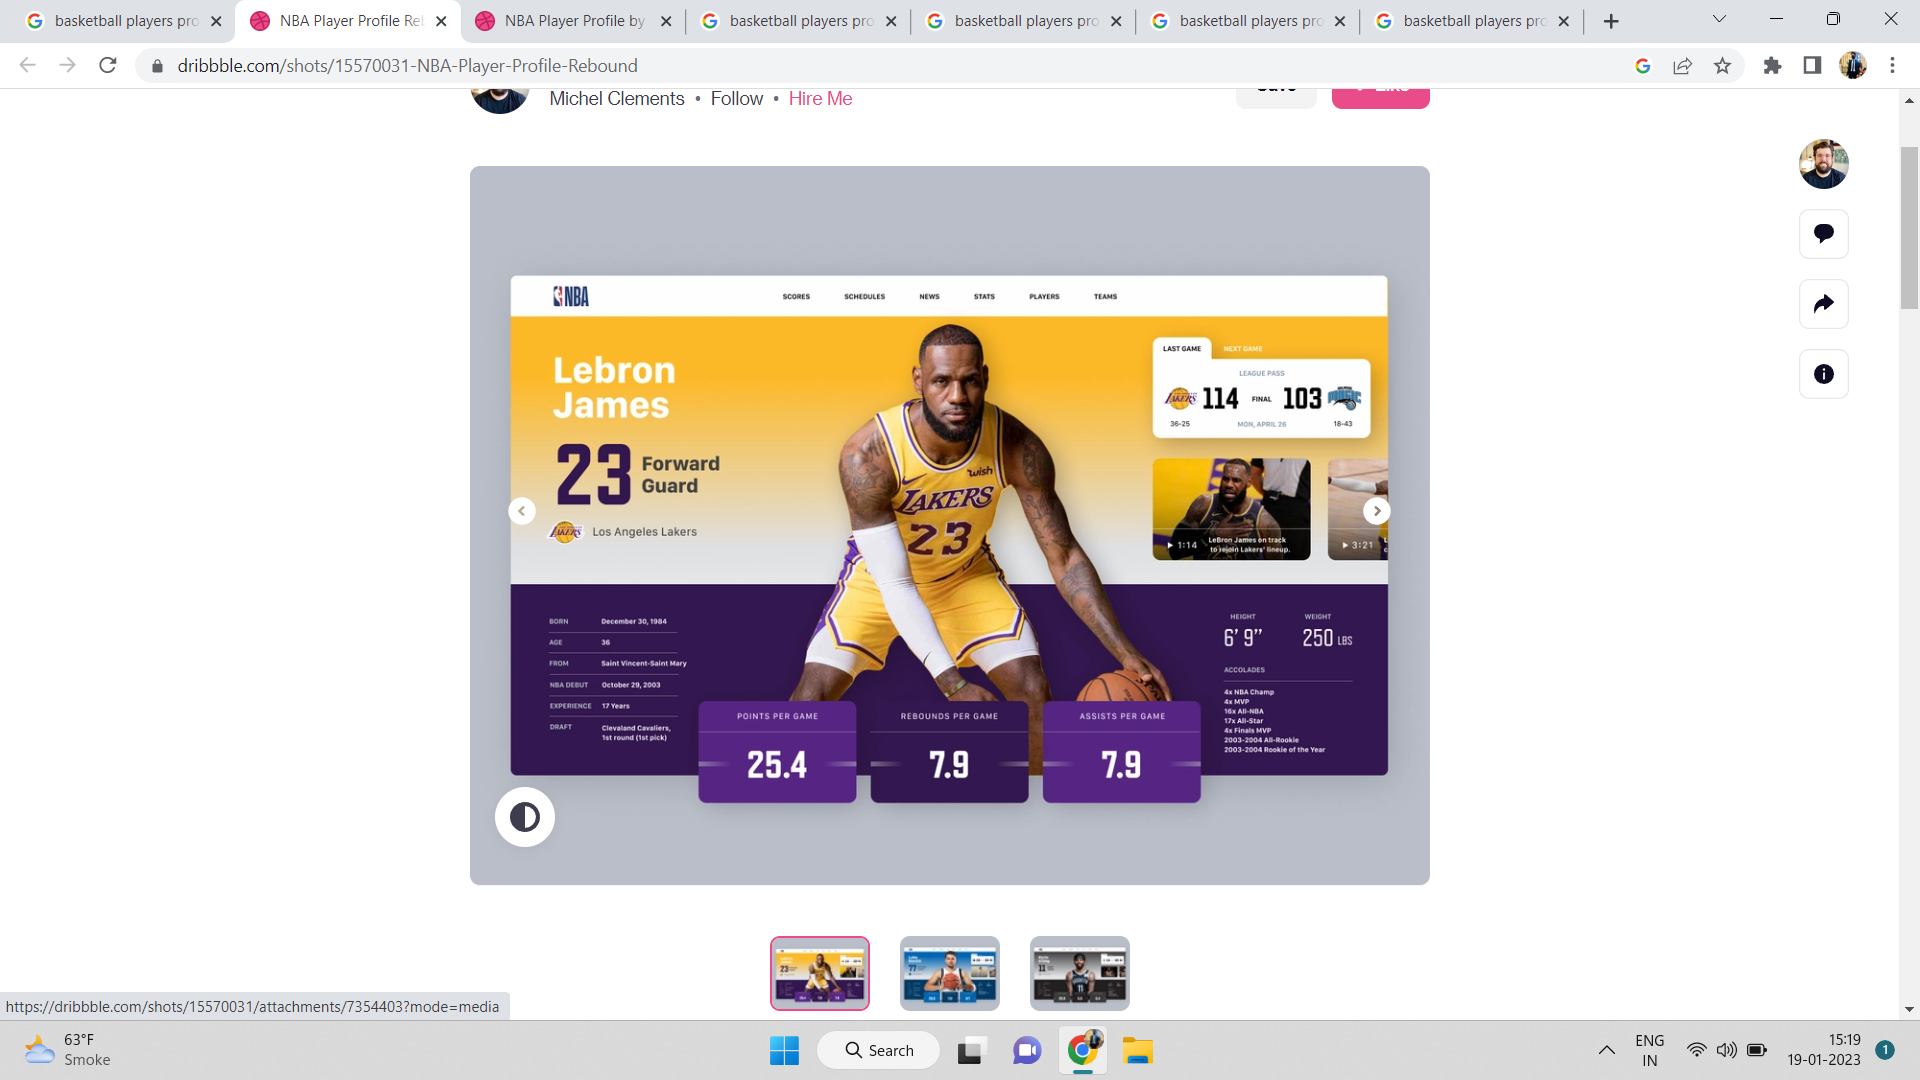 basketball players pro
NBA Player Profile Re
NBA Player Profile by
basketball players pro
basketball players pro
basketball players pro
basketball players pro
dribbble.com/shots/15570031-NBA-Player-Profile-Rebound
Michel Clements • Follow • Hire Me
NBA
SCORES SCHEDULES NEWS STATS PLAYERS TEAMS
Lebron
James
23
Forward
Guard
Los Angeles Lakers
wish
LAKERS
23
LAST GAME NEXT GAME
LEAGUE PASS
LAKERS 114 FINAL 103 MAGIC
36-25 MON, APRIL 26 18-43
1:14 LeBron James on track
to rejoin Lakers' lineup.
3:21
BORN December 30, 1984
AGE 36
FROM Saint Vincent-Saint Mary
NBA DEBUT October 29, 2003
EXPERIENCE 17 Years
DRAFT Clevaland Cavaliers,
1st round (1st pick)
POINTS PER GAME
25.4
REBOUNDS PER GAME
7.9
ASSISTS PER GAME
7.9
HEIGHT WEIGHT
6' 9” 250 LBS
ACCOLADES
4x NBA Champ
4x MVP
16x All-NBA
17x All-Star
4x Finals MVP
2003-2004 All-Rookie
2003-2004 Rookie of the Year
https://dribbble.com/shots/15570031/attachments/7354403?mode=media
63°F
Smoke
Search
ENG
IN
15:19
19-01-2023
1